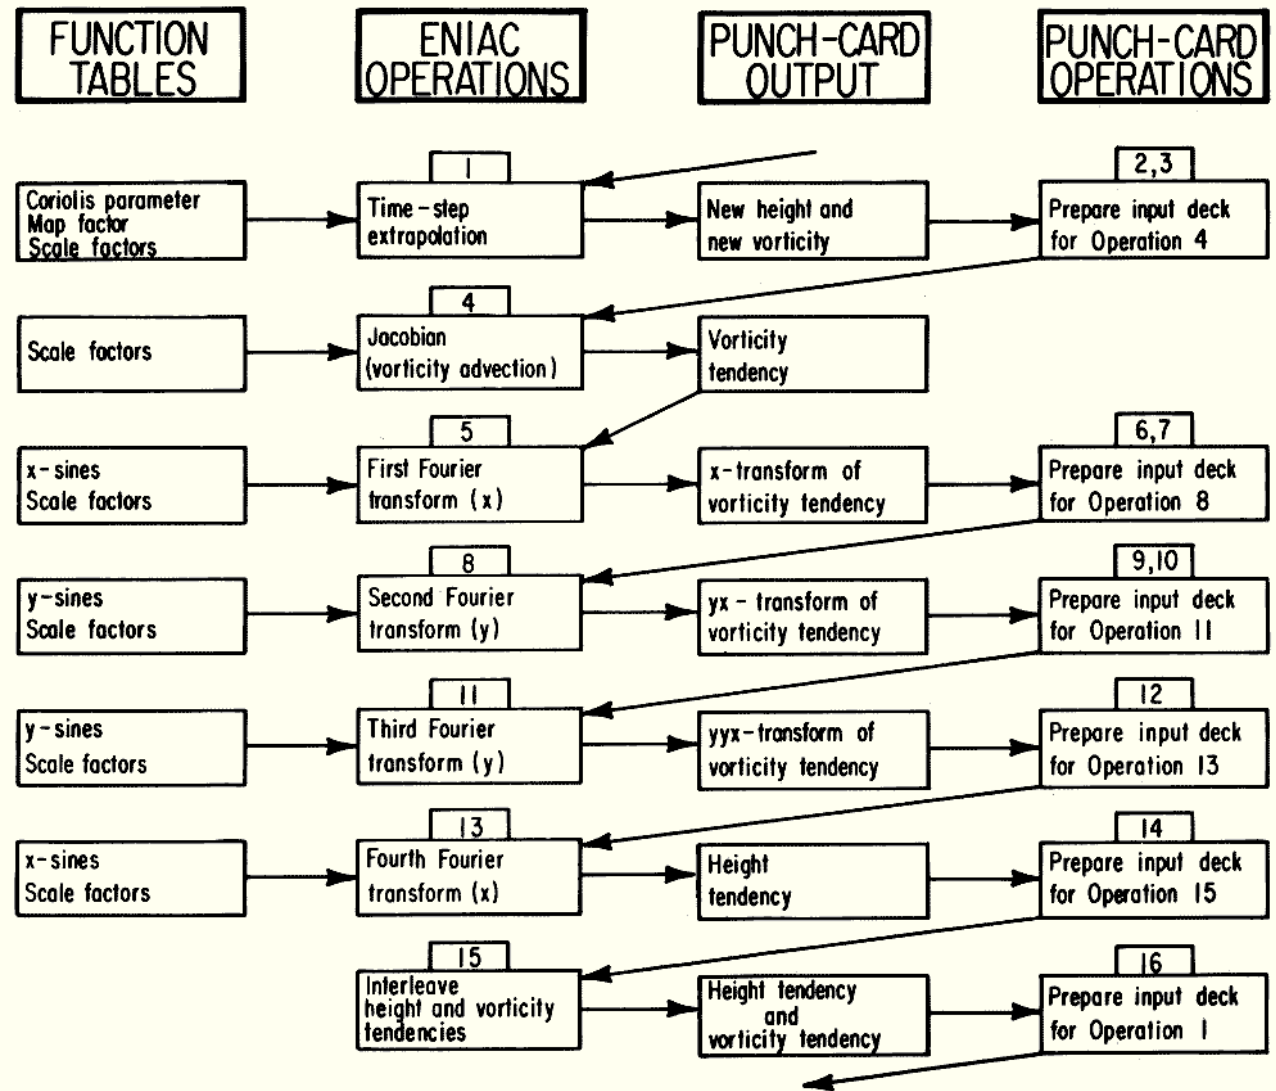 FUNCTION
TABLES
ENIAC
OPERATIONS
PUNCH-CARD
OUTPUT
PUNCH-CARD
OPERATIONS
Coriolis parameter
Map factor
Scale factors
1
Time-step
extrapolation
New height and
new vorticity
2,3
Prepare input deck
for Operation 4
Scale factors
4
Jacobian
(vorticity advection)
Vorticity
tendency
x-sines
Scale factors
5
First Fourier
transform (x)
x-transform of
vorticity tendency
6,7
Prepare input deck
for Operation 8
y-sines
Scale factors
8
Second Fourier
transform (y)
yx - transform of
vorticity tendency
9,10
Prepare input deck
for Operation 11
y-sines
Scale factors
11
Third Fourier
transform (y)
yyx-transform of
vorticity tendency
12
Prepare input deck
for Operation 13
x-sines
Scale factors
13
Fourth Fourier
transform (x)
Height
tendency
14
Prepare input deck
for Operation 15
15
Interleave
height and vorticity
tendencies
Height tendency
and
vorticity tendency
16
Prepare input deck
for Operation 1